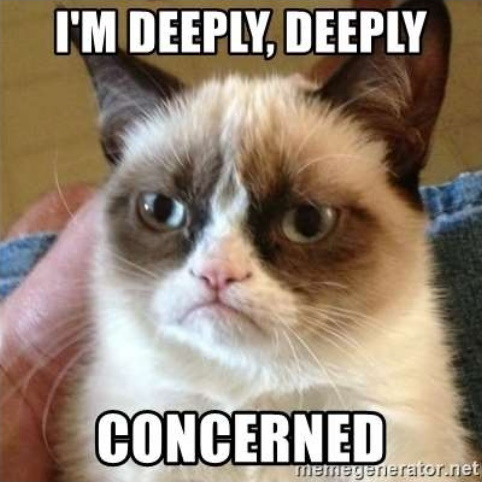 I'M DEEPLY, DEEPLY
CONCERNED
memegenerator.net